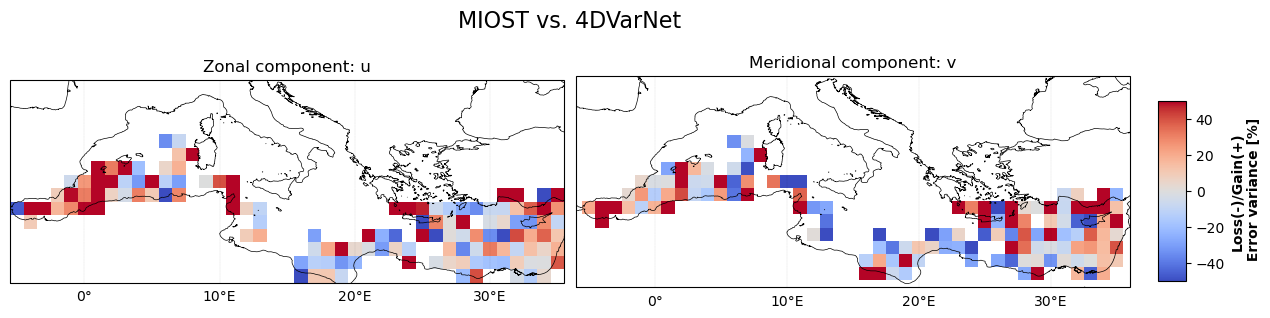 MIOST vs. 4DVarNet
Zonal component: u
Meridional component: v
0°
10°E
20°E
30°E
0°
10°E
20°E
30°E
40
20
0
−20
−40
Loss(-)/Gain(+)
Error variance [%]